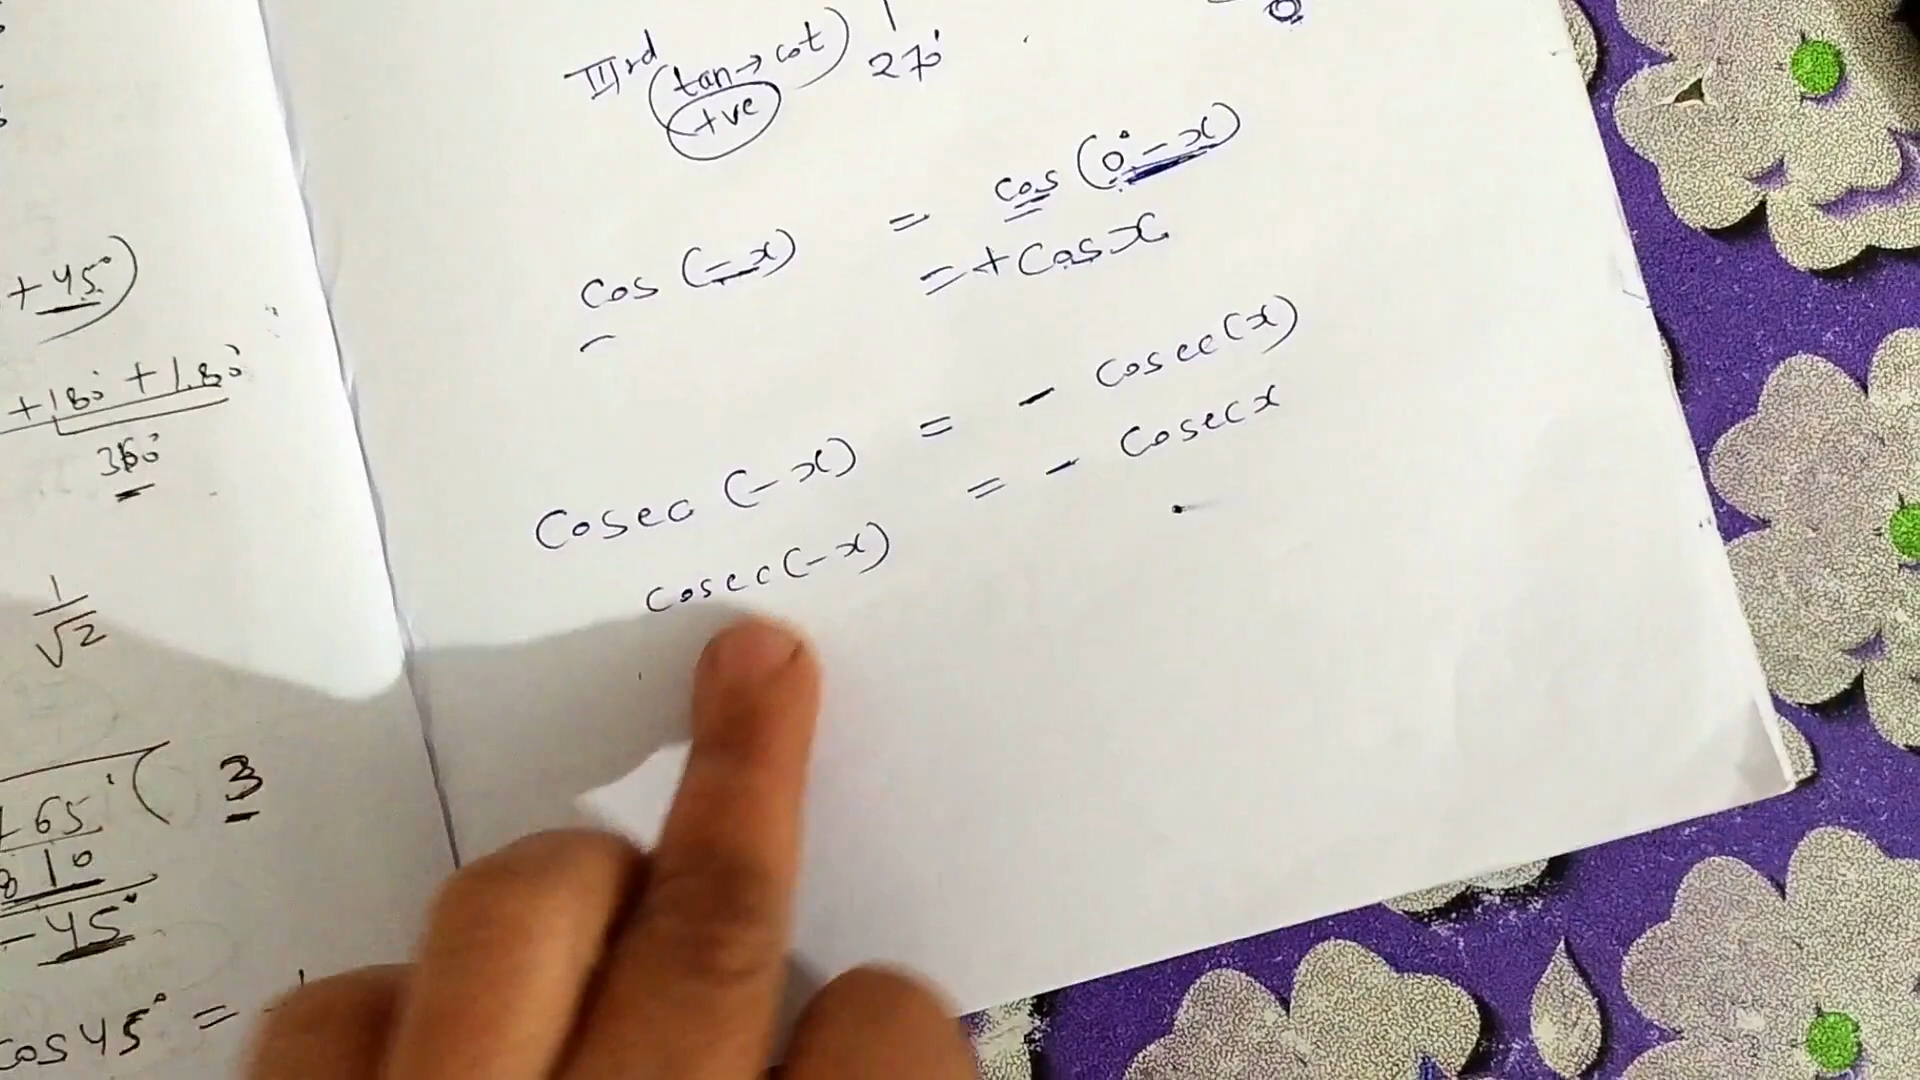 + 45°)
+180° + 180°
360°
1
√2
3
65°
810
-45°
cos 45° =
IIIrd (tan → cot) 270°
+ve
cos (-x) = cos (0° - x)
= + cos x
cosec (-x) = - cosec (x)
cosec (-x) = - cosec x